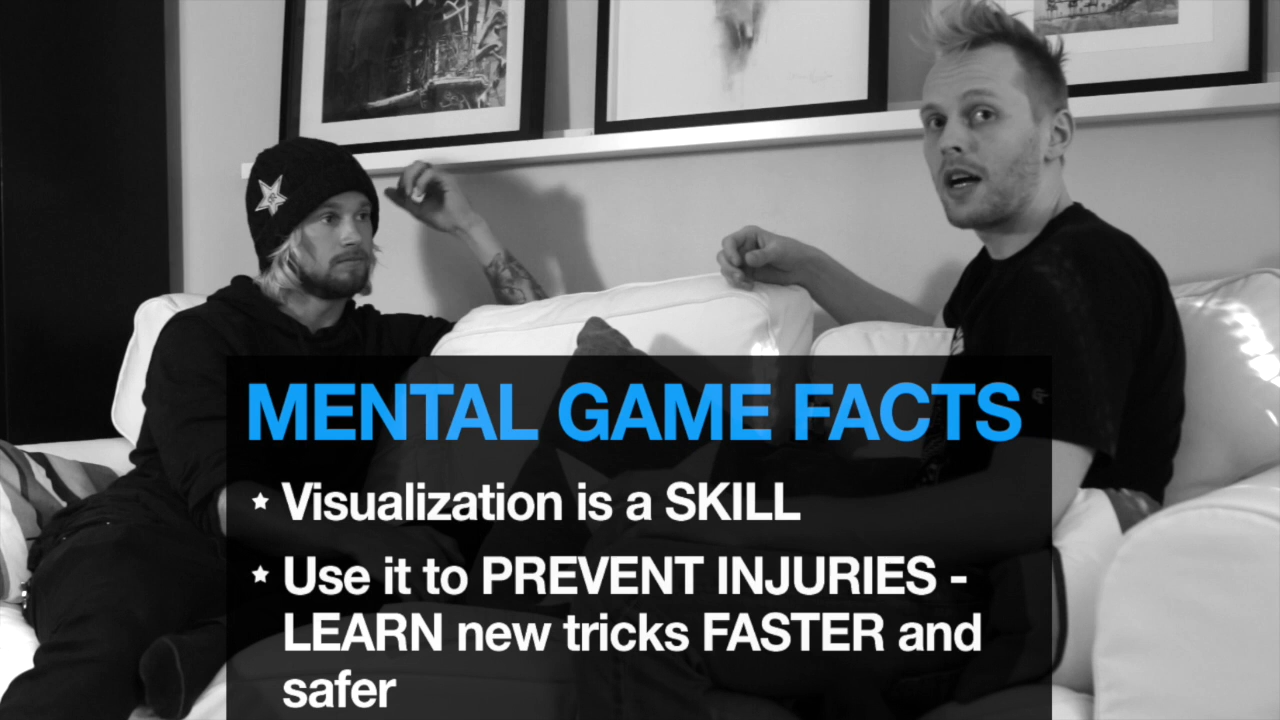 MENTAL GAME FACTS
* Visualization is a SKILL
* Use it to PREVENT INJURIES -
LEARN new tricks FASTER and
safer